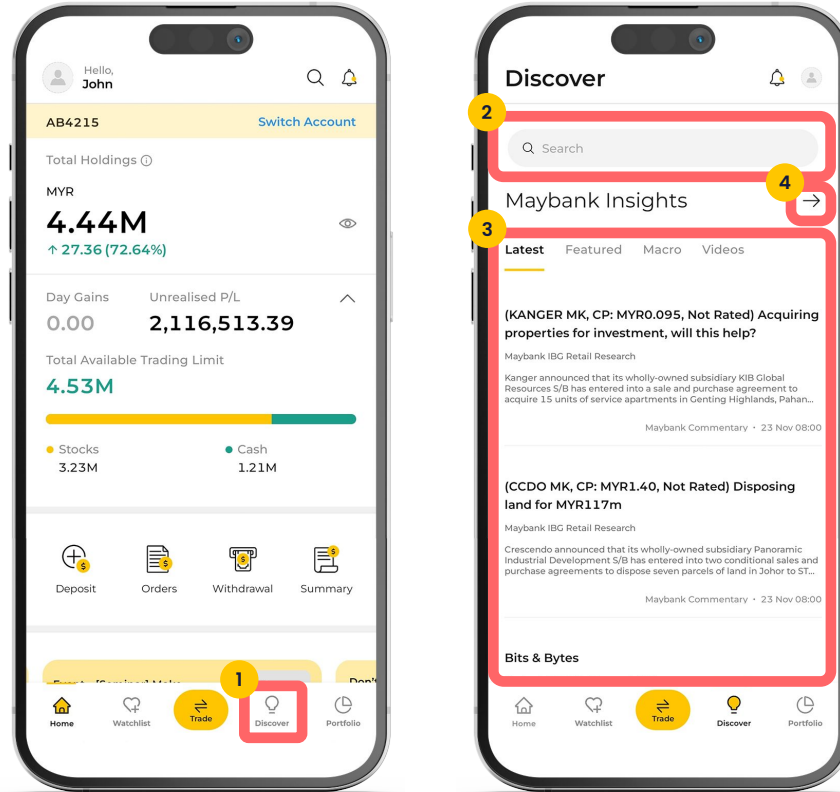 Hello,
John
AB4215
Switch Account
Total Holdings
MYR
4.44M
↑ 27.36 (72.64%)
Day Gains
Unrealised P/L
0.00
2,116,513.39
Total Available Trading Limit
4.53M
Stocks
Cash
3.23M
1.21M
Deposit
Orders
Withdrawal
Summary
1
Home
Watchlist
Trade
Discover
Portfolio
Discover
2
Search
4
Maybank Insights
3
Latest
Featured
Macro
Videos
(KANGER MK, CP: MYR0.095, Not Rated) Acquiring
properties for investment, will this help?
Maybank IBG Retail Research
Kanger announced that its wholly-owned subsidiary KIB Global
Resources S/B has entered into a sale and purchase agreement to
acquire 15 units of service apartments in Genting Highlands, Pahan...
Maybank Commentary • 23 Nov 08:00
(CCDO MK, CP: MYR1.40, Not Rated) Disposing
land for MYR117m
Maybank IBG Retail Research
Crescendo announced that its wholly-owned subsidiary Panoramic
Industrial Development S/B has entered into two conditional sales and
purchase agreements to dispose seven parcels of land in Johor to ST...
Maybank Commentary • 23 Nov 08:00
Bits & Bytes
Home
Watchlist
Trade
Discover
Portfolio